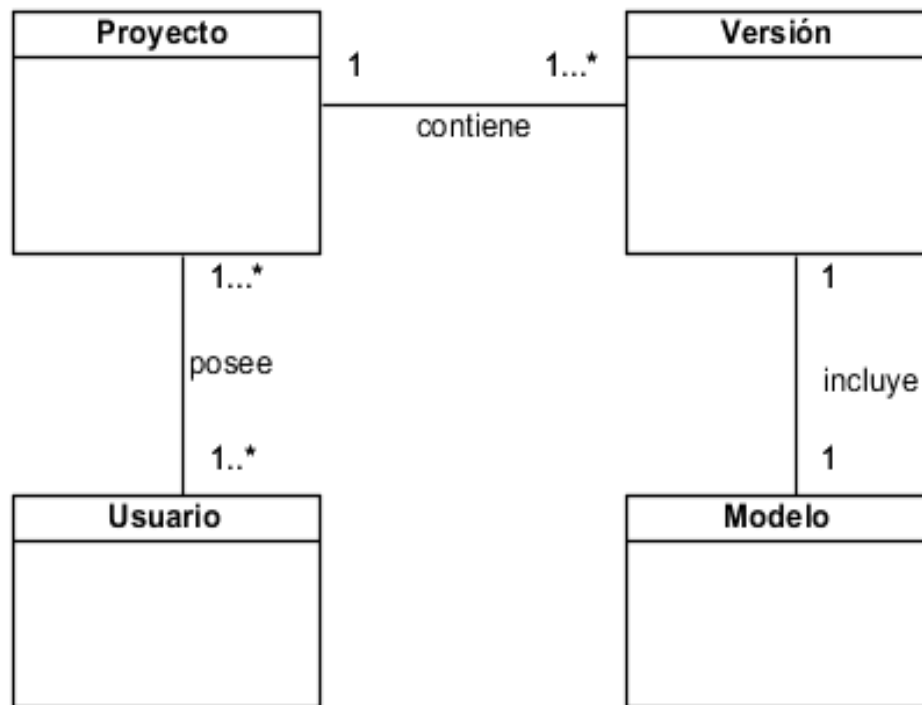 Proyecto
Versión
1
1...*
contiene
1...*
1
posee
incluye
1..*
1
Usuario
Modelo